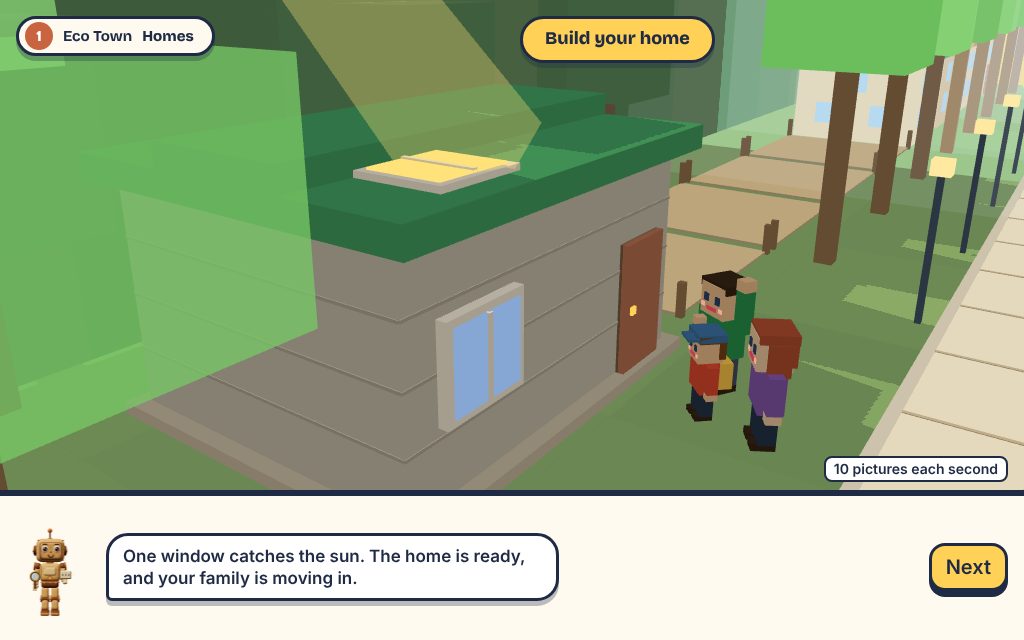 1 Eco Town Homes
Build your home
10 pictures each second
One window catches the sun. The home is ready,
and your family is moving in.
Next